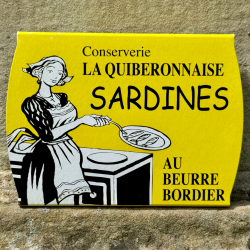 Conserverie
LA QUIBERONNAISE
SARDINES
AU
BEURRE
BORDIER